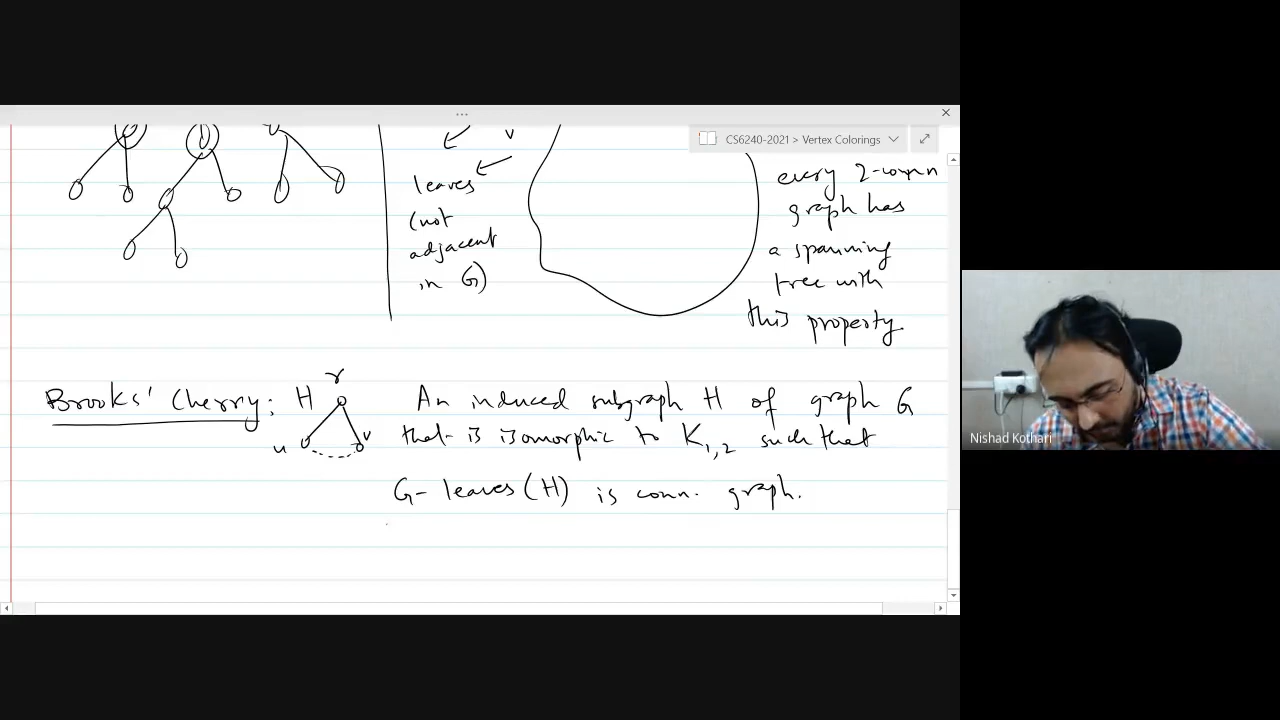 CS6240-2021 > Vertex Colorings
v
leaves
(not
adjacent
in G)
every 2-conn
graph has
a spanning
tree with
this property.
Brooks' Cherry: H
r
u
v
An induced subgraph H of graph G
that is isomorphic to K1,2 such that
G- leaves(H) is conn. graph.
Nishad Kothari